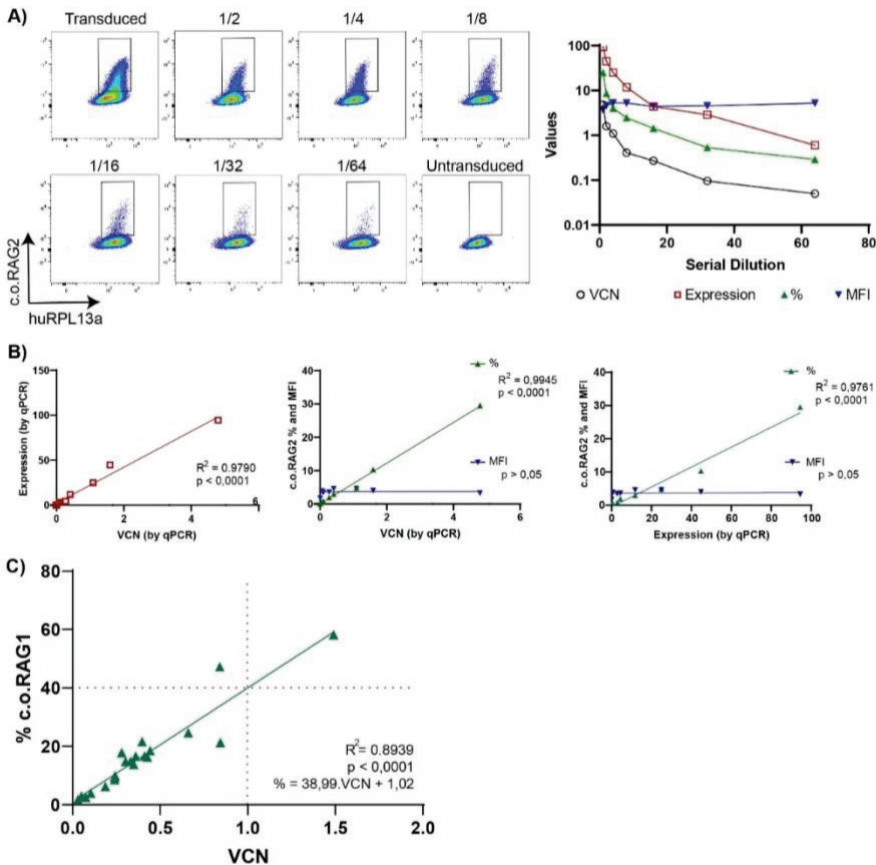 A)
Transduced 1/2 1/4 1/8
1/16 1/32 1/64 Untransduced
c.o.RAG2
huRPL13a
Values
100
10
1
0.1
0.01
0 20 40 60 80
Serial Dilution
VCN Expression % MFI
B)
Expression (by qPCR)
150
100
50
0
0 2 4 6
R² = 0.9790
p < 0,0001
VCN (by qPCR)
c.o.RAG2 % and MFI
40
30
20
10
0
0 2 4 6
%
R² = 0,9945
p < 0,0001
MFI
p > 0,05
VCN (by qPCR)
c.o.RAG2 % and MFI
40
30
20
10
0
0 20 40 60 80 100
%
R² = 0,9761
p < 0,0001
MFI
p > 0,05
Expression (by qPCR)
C)
% c.o.RAG1
80
60
40
20
0
0.0 0.5 1.0 1.5 2.0
R²= 0.8939
p < 0,0001
% = 38,99.VCN + 1,02
VCN